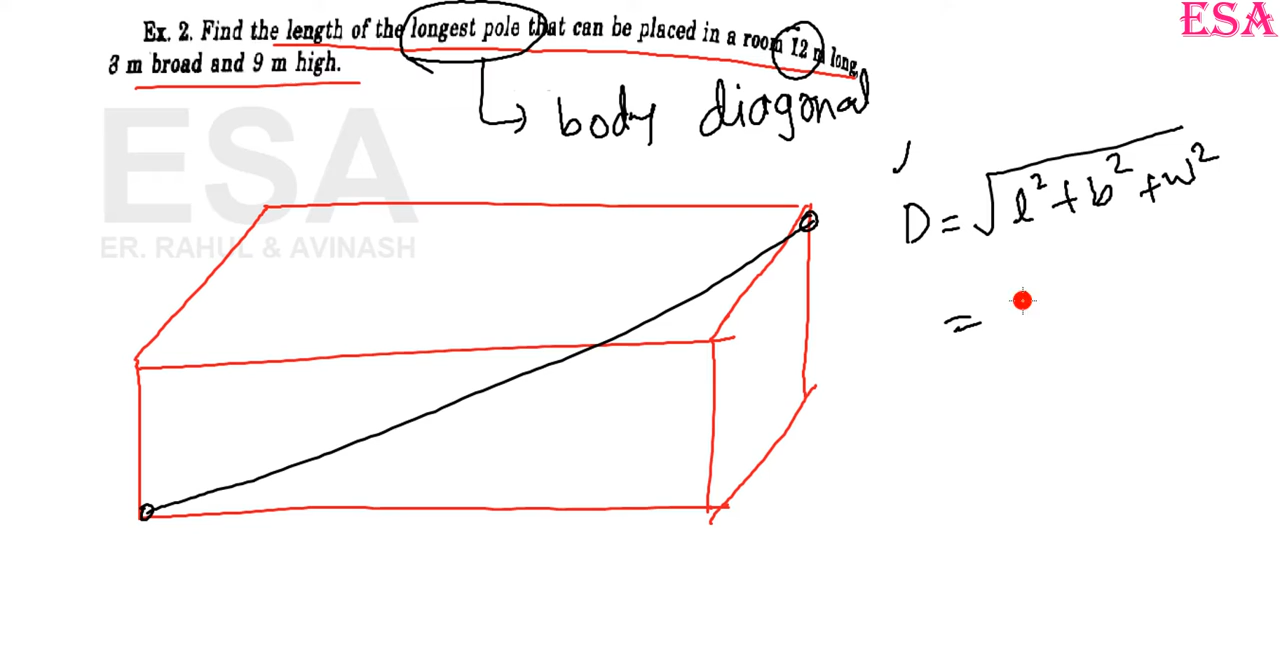 ESA
Ex. 2. Find the length of the longest pole that can be placed in a room 12 m long,
8 m broad and 9 m high.
body diagonal
ESA
ER. RAHUL & AVINASH
D = √l² + b² + w²
=